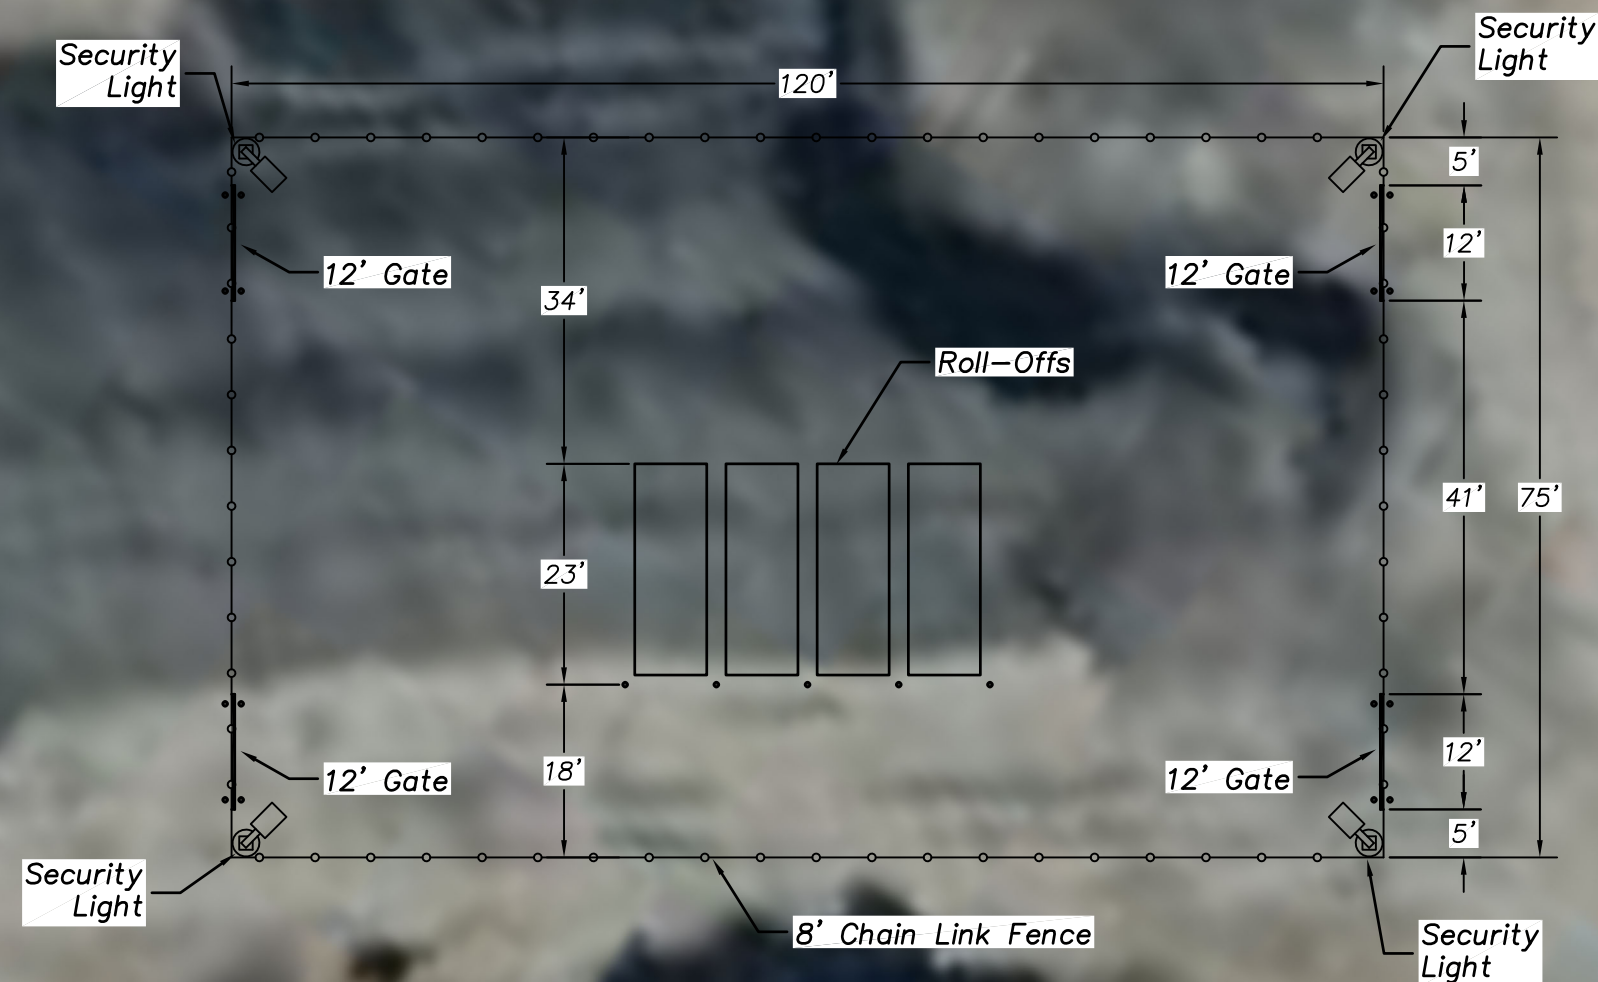 Security
Light
120'
Security
Light
5'
12'
12' Gate
12' Gate
34'
Roll-Offs
41'
75'
23'
18'
12'
12' Gate
12' Gate
5'
Security
Light
8' Chain Link Fence
Security
Light